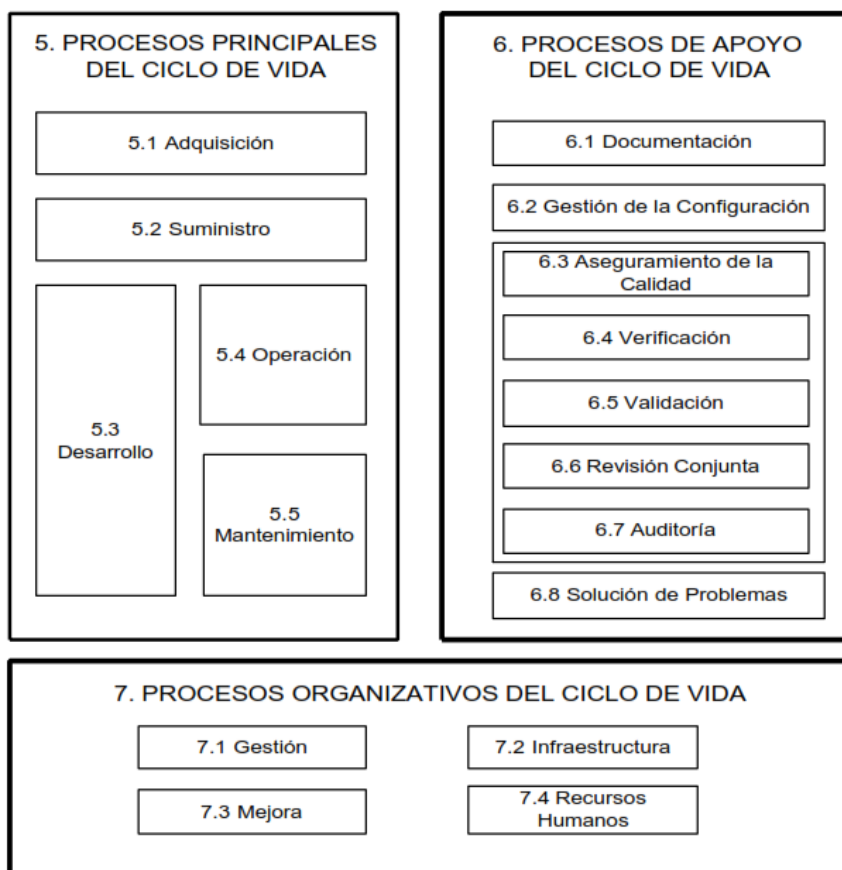 5. PROCESOS PRINCIPALES
DEL CICLO DE VIDA
5.1 Adquisición
5.2 Suministro
5.3
Desarrollo
5.4 Operación
5.5
Mantenimiento
6. PROCESOS DE APOYO
DEL CICLO DE VIDA
6.1 Documentación
6.2 Gestión de la Configuración
6.3 Aseguramiento de la
Calidad
6.4 Verificación
6.5 Validación
6.6 Revisión Conjunta
6.7 Auditoría
6.8 Solución de Problemas
7. PROCESOS ORGANIZATIVOS DEL CICLO DE VIDA
7.1 Gestión
7.2 Infraestructura
7.3 Mejora
7.4 Recursos
Humanos